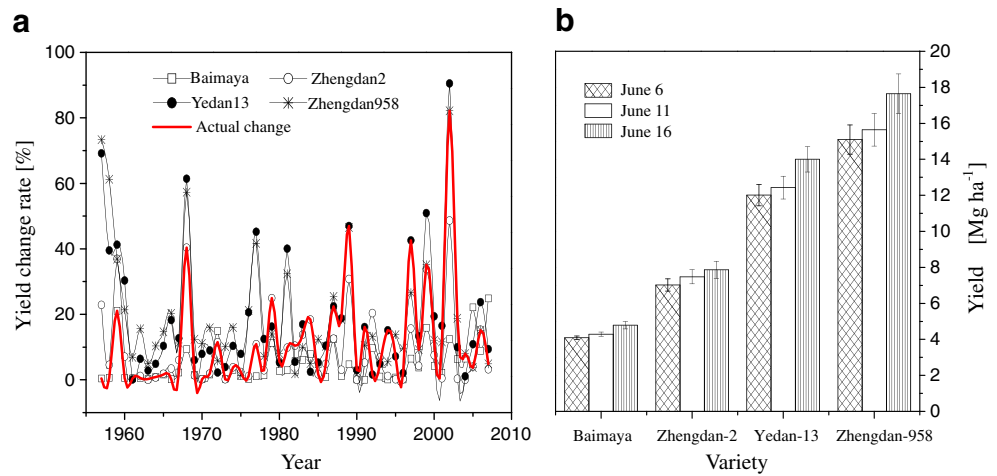 a
b
100
80
60
40
20
0
Yield change rate [%]
Baimaya
Zhengdan2
Yedan13
Zhengdan958
Actual change
1960 1970 1980 1990 2000 2010
Year
June 6
June 11
June 16
20
18
16
14
12
10
8
6
4
2
0
Yield [Mg ha⁻¹]
Baimaya Zhengdan-2 Yedan-13 Zhengdan-958
Variety